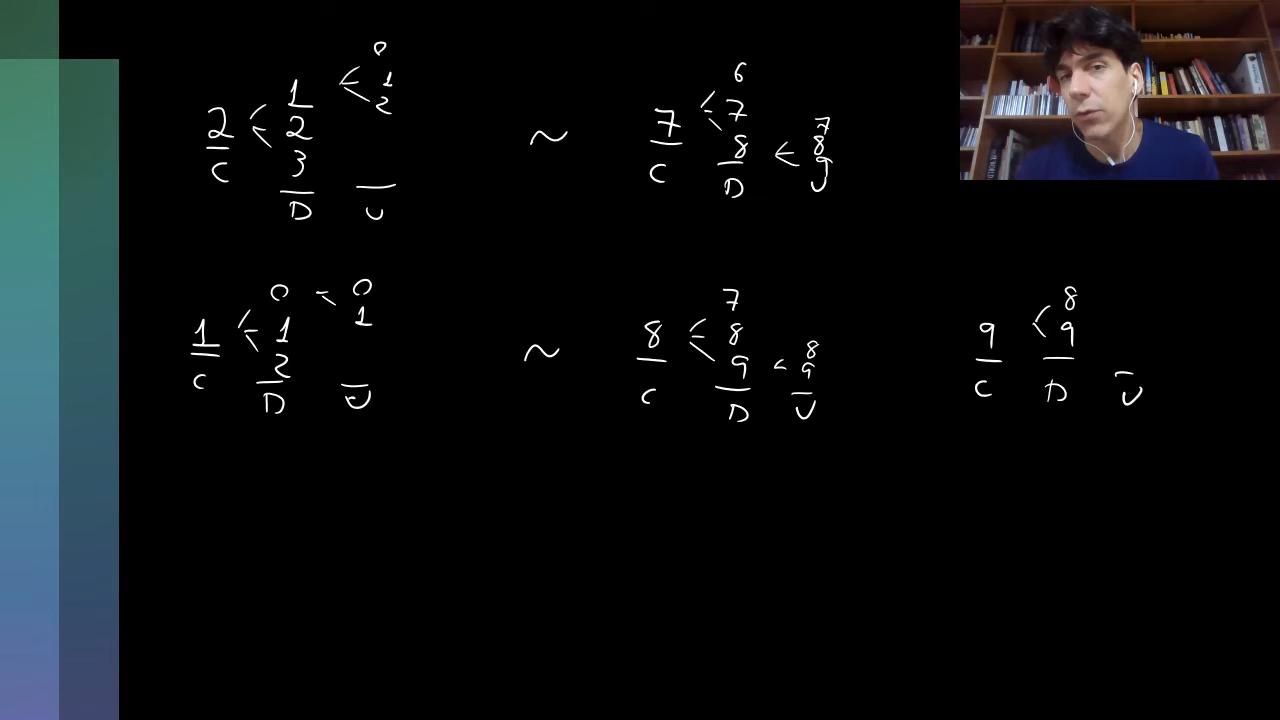 0
2 < 1 < 1
2 2
3
C D U
~
6
7 < 7
8 < 7
8
9
C D U
1 < 0 < 0
1 1
2
C D U
~
7
8 < 8
9 < 8
9
C D U
8
9 < 9
C D U